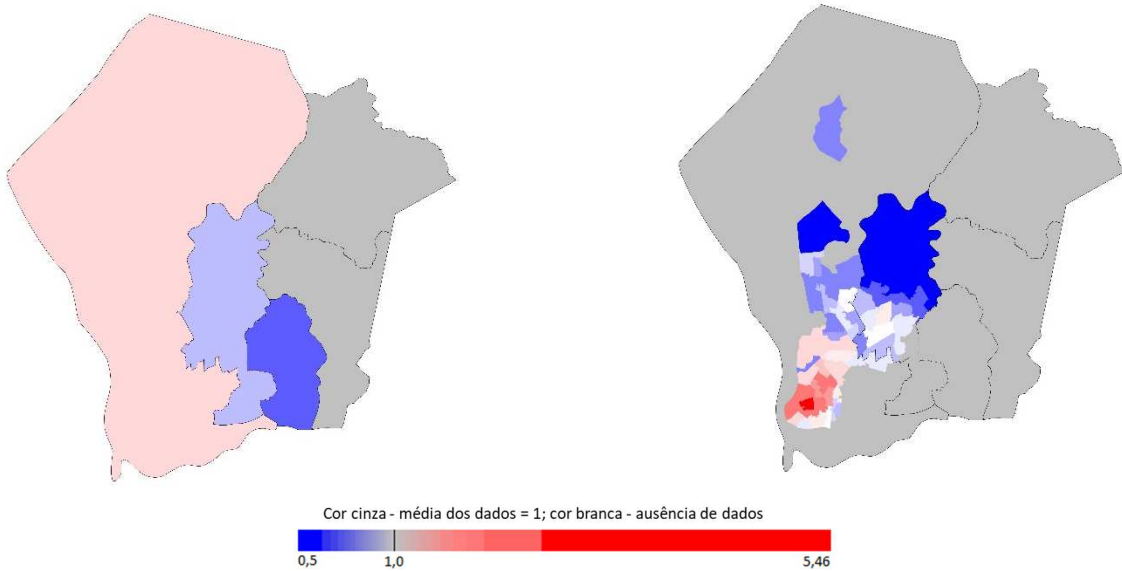 Cor cinza - média dos dados = 1; cor branca - ausência de dados
0,5 1,0 5,46